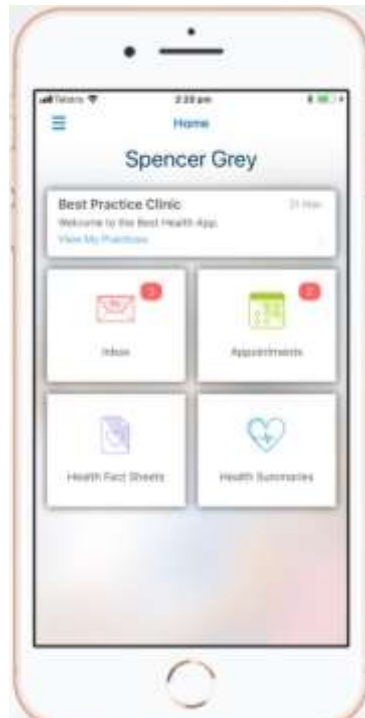 Telstra
Home
Spencer Grey
Best Practice Clinic
Welcome to the Best Health App.
View My Practices
Inbox
Appointments
Health Fact Sheets
Health Summaries